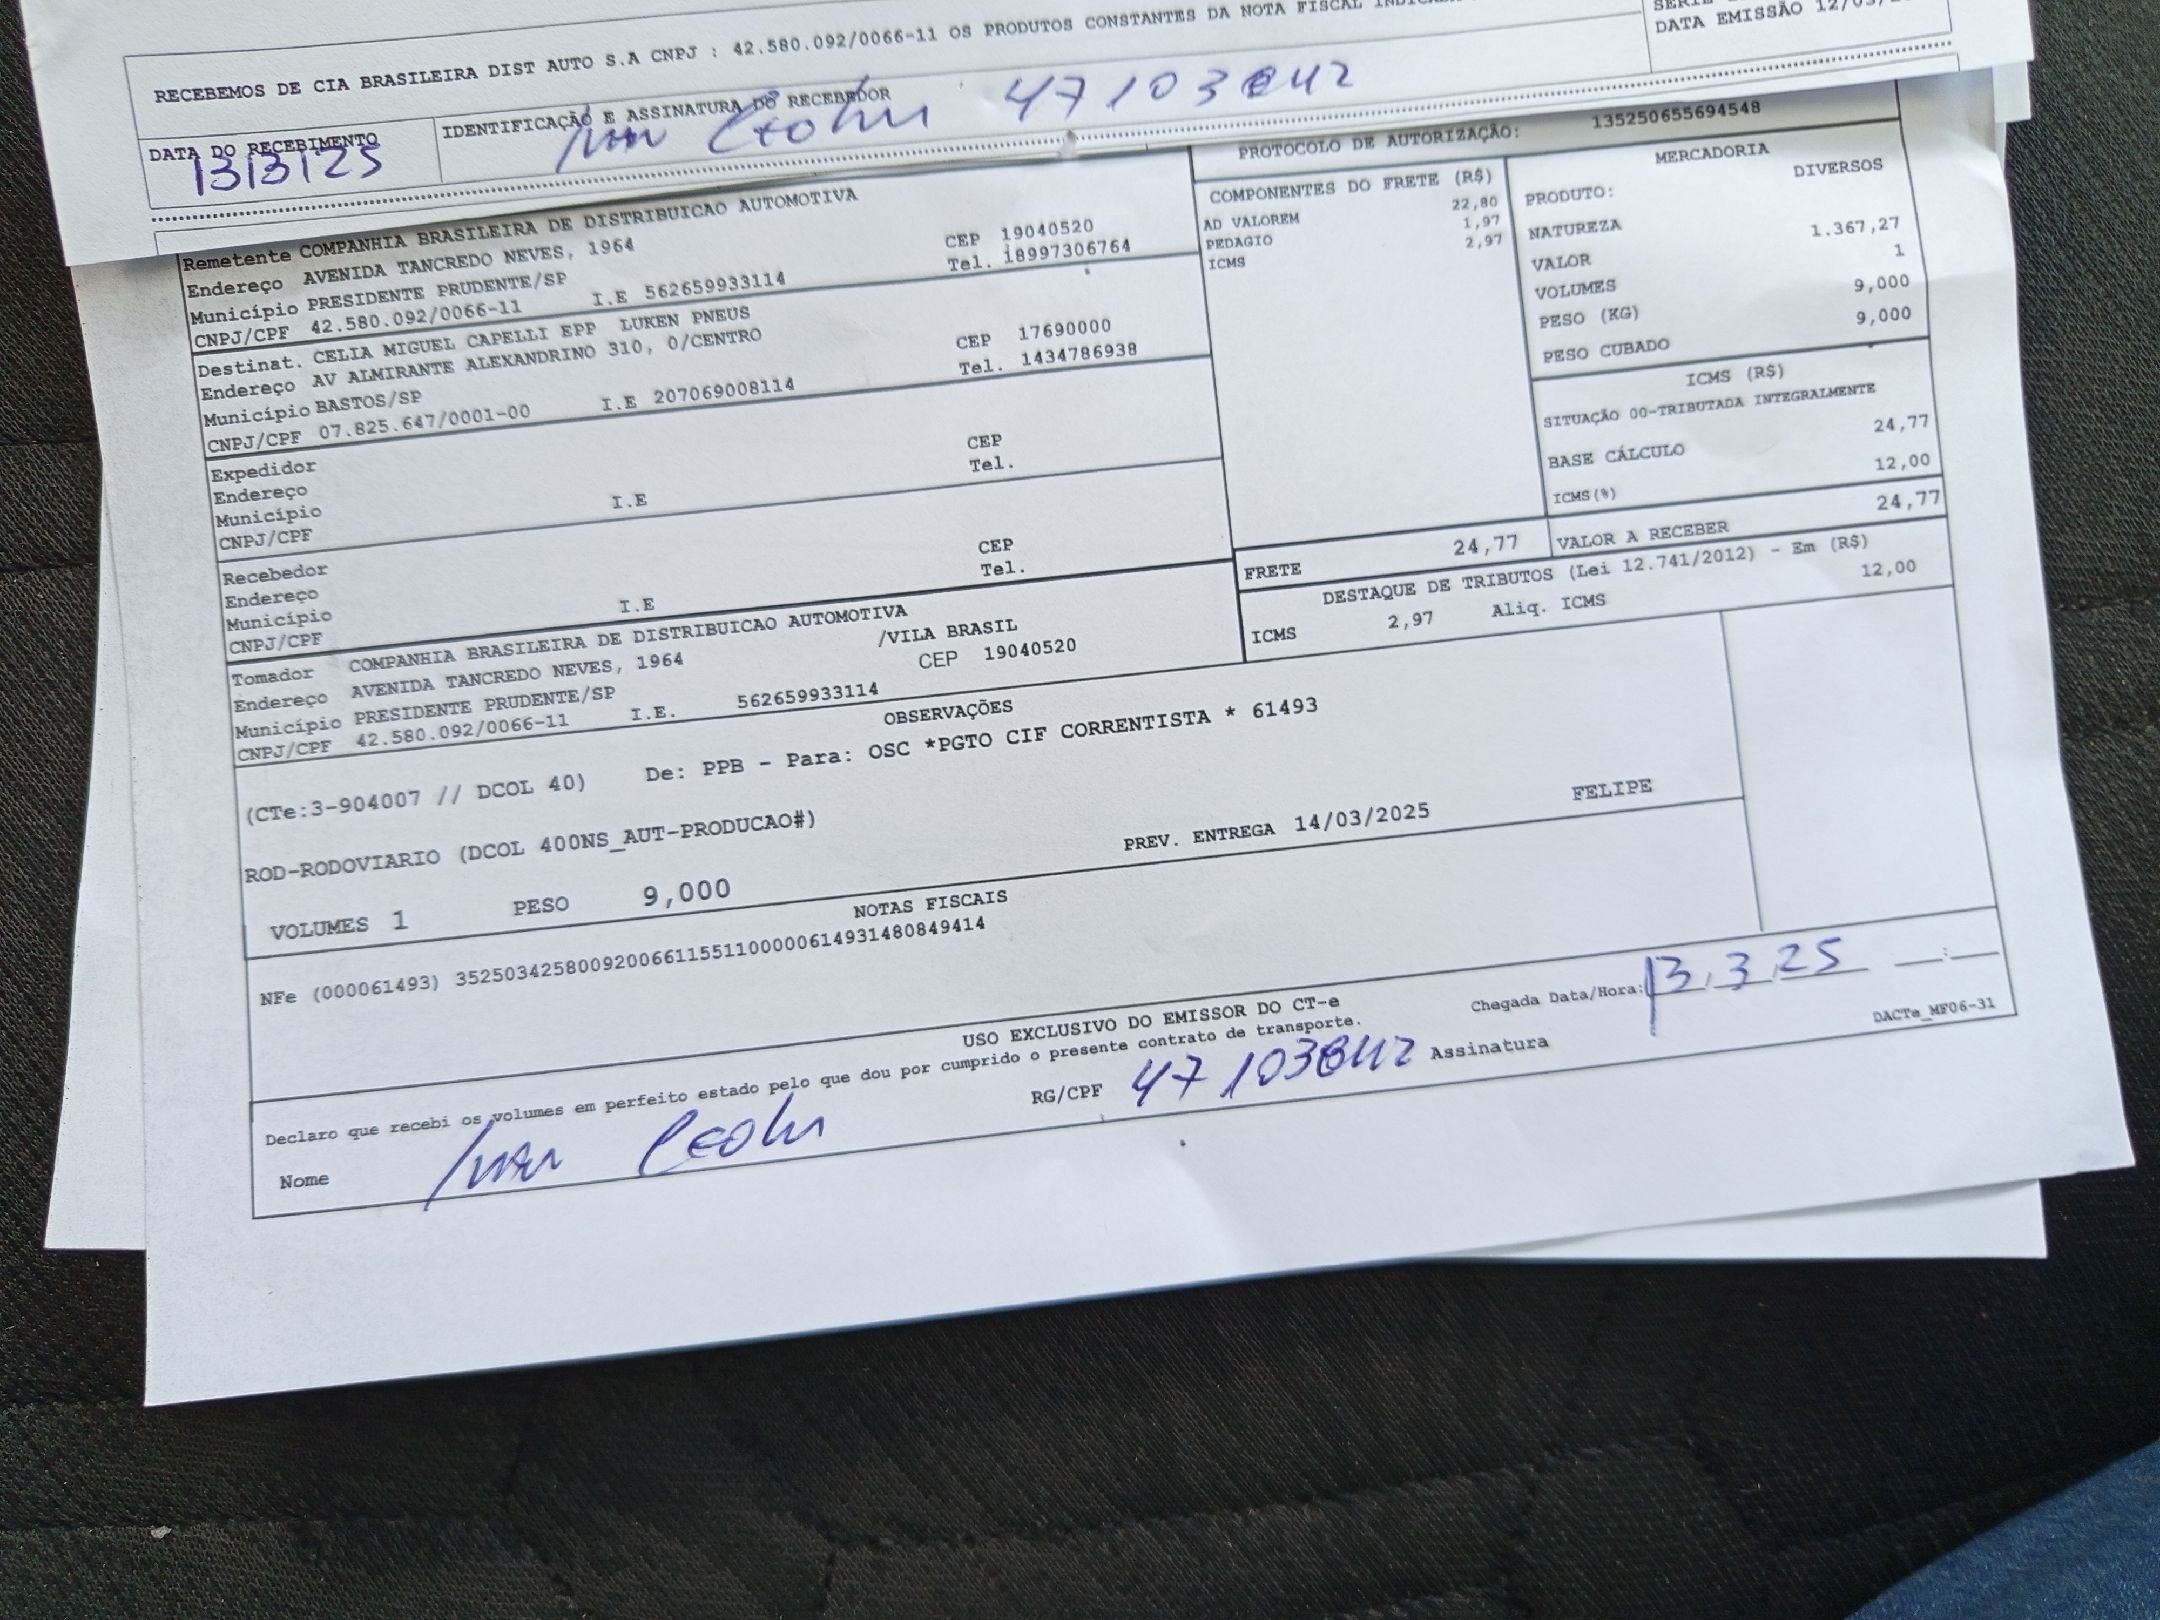 RECEBEMOS DE CIA BRASILEIRA DIST AUTO S.A CNPJ : 42.580.092/0066-11 OS PRODUTOS CONSTANTES DA NOTA FISCAL
DATA EMISSÃO 12/03/
DATA DO RECEBIMENTO
13/3/25
IDENTIFICAÇÃO E ASSINATURA DO RECEBEDOR
Remetente COMPANHIA BRASILEIRA DE DISTRIBUICAO AUTOMOTIVA
Endereço AVENIDA TANCREDO NEVES, 1964 CEP 19040520
Município PRESIDENTE PRUDENTE/SP Tel. 18997306764
CNPJ/CPF 42.580.092/0066-11 I.E 562659933114
Destinat. CELIA MIGUEL CAPELLI EPP LUKEN PNEUS
Endereço AV ALMIRANTE ALEXANDRINO 310, 0/CENTRO CEP 17690000
Município BASTOS/SP Tel. 1434786938
CNPJ/CPF 07.825.647/0001-00 I.E 207069008114
Expedidor
Endereço CEP
Município Tel.
CNPJ/CPF I.E
Recebedor
Endereço CEP
Município Tel.
CNPJ/CPF I.E
Tomador COMPANHIA BRASILEIRA DE DISTRIBUICAO AUTOMOTIVA
Endereço AVENIDA TANCREDO NEVES, 1964 /VILA BRASIL
Município PRESIDENTE PRUDENTE/SP CEP 19040520
CNPJ/CPF 42.580.092/0066-11 I.E. 562659933114
PROTOCOLO DE AUTORIZAÇÃO: 135250655694548
COMPONENTES DO FRETE (R$)
22,80
AD VALOREM 1,97
PEDAGIO 2,97
ICMS
FRETE 24,77
MERCADORIA
PRODUTO: DIVERSOS
NATUREZA
VALOR 1.367,27
VOLUMES 1
PESO (KG) 9,000
PESO CUBADO 9,000
ICMS (R$)
SITUAÇÃO 00-TRIBUTADA INTEGRALMENTE
BASE CÁLCULO 24,77
ICMS(%) 12,00
VALOR A RECEBER 24,77
DESTAQUE DE TRIBUTOS (Lei 12.741/2012) - Em (R$)
ICMS 2,97 Aliq. ICMS 12,00
OBSERVAÇÕES
(CTe:3-904007 // DCOL 40) De: PPB - Para: OSC *PGTO CIF CORRENTISTA * 61493
ROD-RODOVIARIO (DCOL 400NS_AUT-PRODUCAO#)
FELIPE
VOLUMES 1 PESO 9,000 PREV. ENTREGA 14/03/2025
NOTAS FISCAIS
NFe (000061493) 35250342580092006611551100000614931480849414
USO EXCLUSIVO DO EMISSOR DO CT-e
Declaro que recebi os volumes em perfeito estado pelo que dou por cumprido o presente contrato de transporte.
Chegada Data/Hora: 13/3/25 __:__
Nome
RG/CPF
Assinatura
DACTe_MF06-31